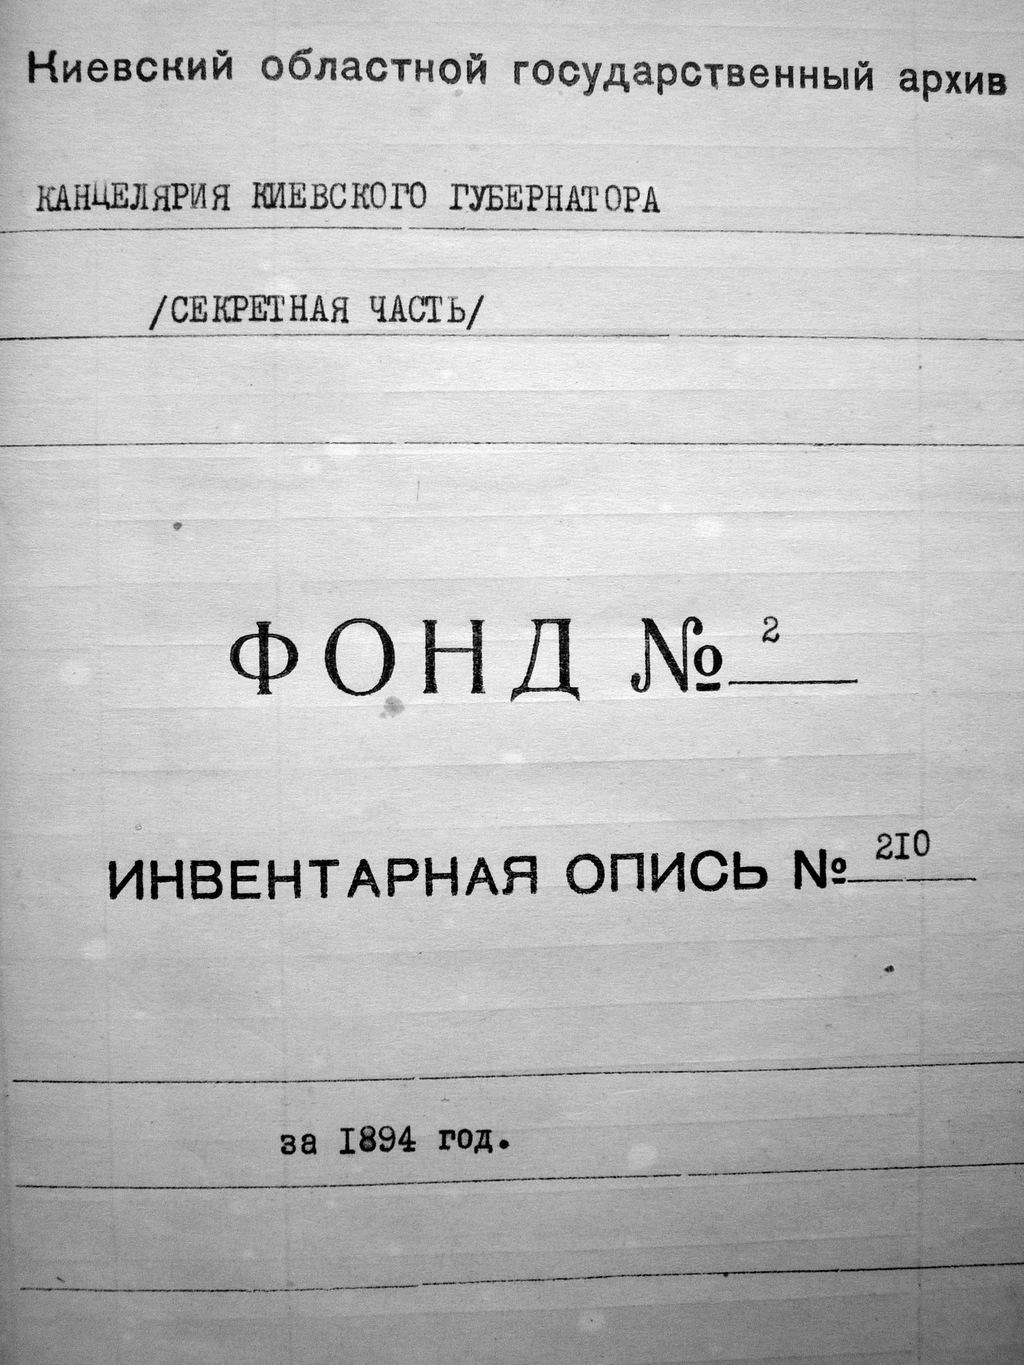 Киевский областной государственный архив
КАНЦЕЛЯРИЯ КИЕВСКОГО ГУБЕРНАТОРА
/СЕКРЕТНАЯ ЧАСТЬ/
ФОНД № 2
ИНВЕНТАРНАЯ ОПИСЬ № 210
за 1894 год.